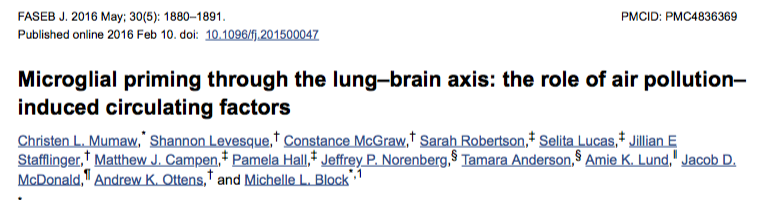 FASEB J. 2016 May; 30(5): 1880–1891. PMCID: PMC4836369
Published online 2016 Feb 10. doi: 10.1096/fj.201500047
Microglial priming through the lung–brain axis: the role of air pollution–
induced circulating factors
Christen L. Mumaw,* Shannon Levesque,† Constance McGraw,† Sarah Robertson,‡ Selita Lucas,‡ Jillian E
Stafflinger,† Matthew J. Campen,‡ Pamela Hall,‡ Jeffrey P. Norenberg,§ Tamara Anderson,§ Amie K. Lund,‖ Jacob D.
McDonald,¶ Andrew K. Ottens,† and Michelle L. Block*,1